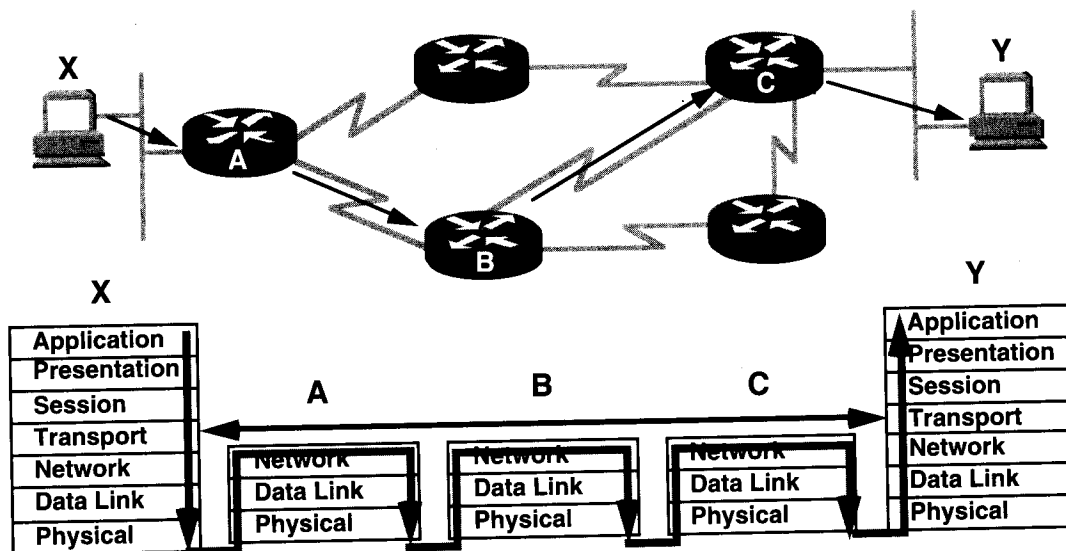 X
Y
C
A
B
X
Y
Application
Presentation
Session
Transport
Network
Data Link
Physical
A
Network
Data Link
Physical
B
Network
Data Link
Physical
C
Network
Data Link
Physical
Application
Presentation
Session
Transport
Network
Data Link
Physical